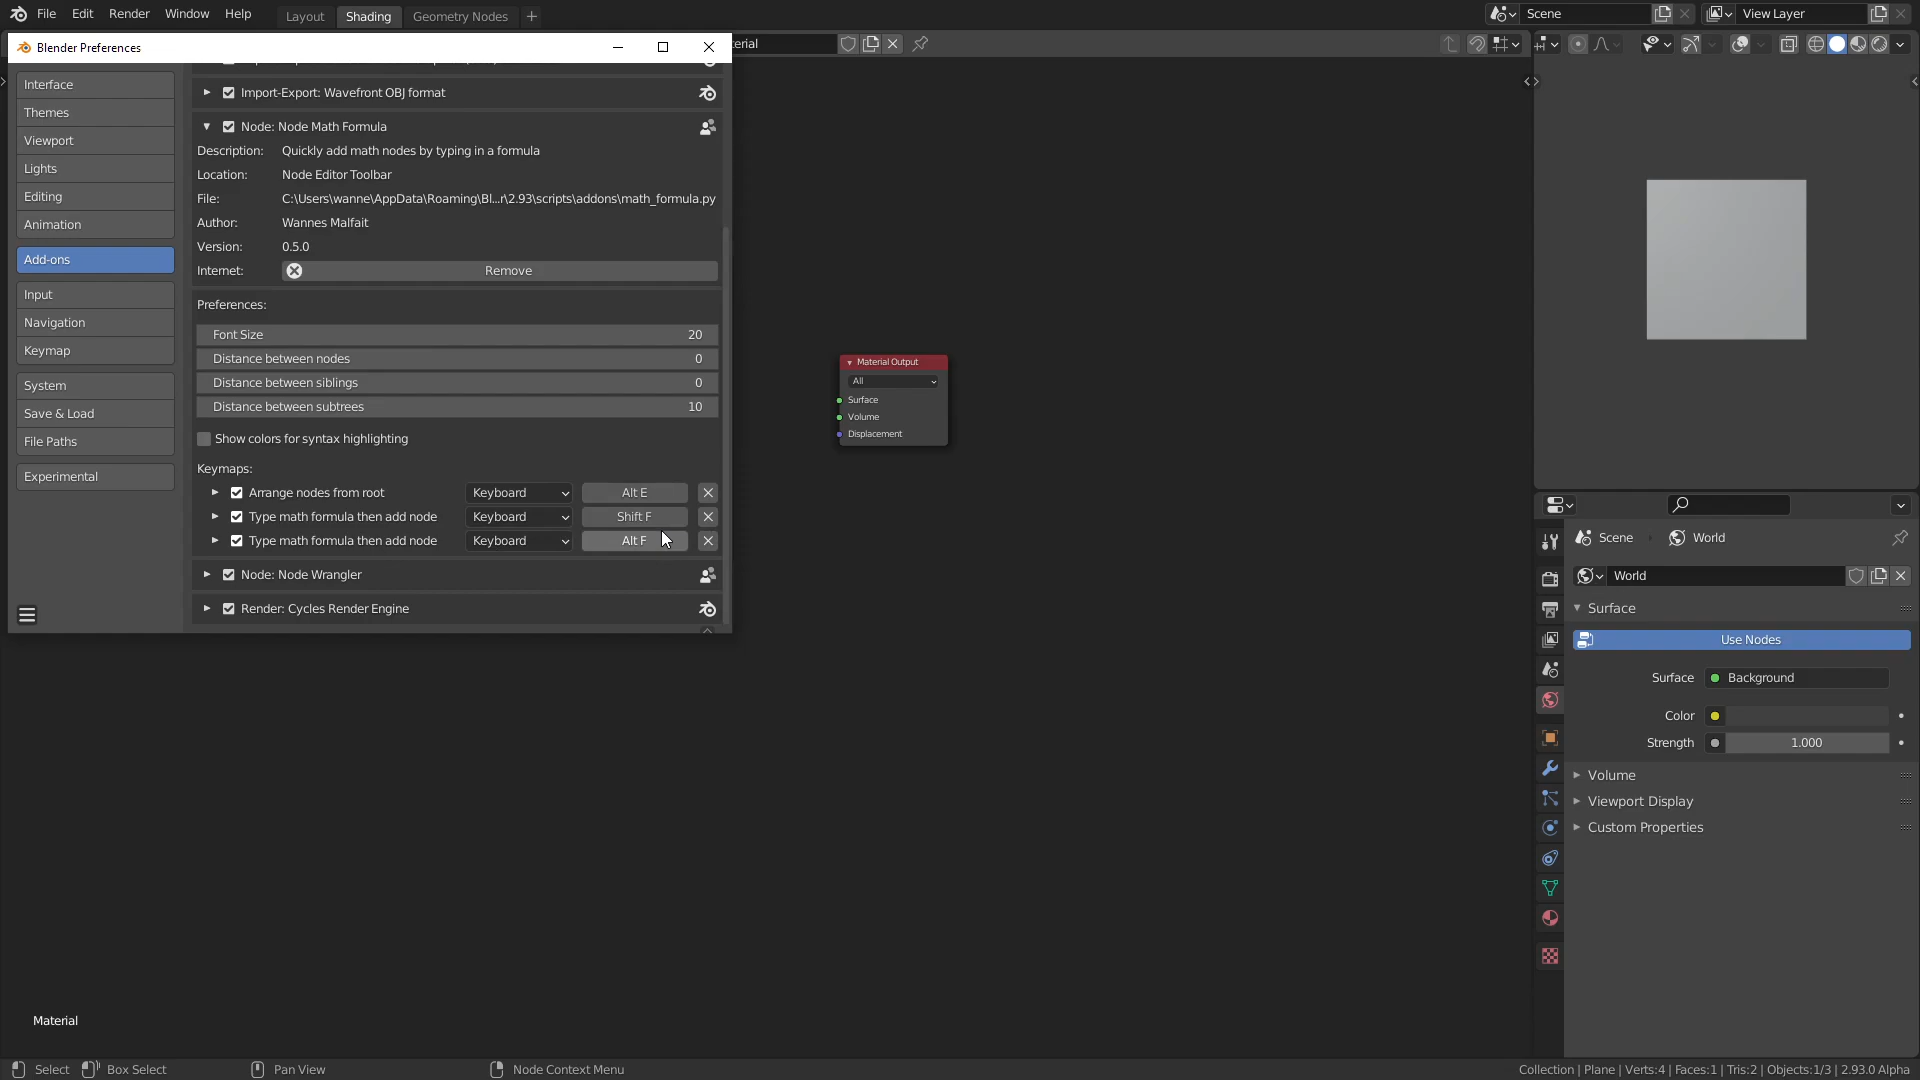 File Edit Render Window Help Layout Shading Geometry Nodes + Scene View Layer
Blender Preferences
erial
Interface
Themes
Viewport
Lights
Editing
Animation
Add-ons
Input
Navigation
Keymap
System
Save & Load
File Paths
Experimental
Import-Export: Wavefront OBJ format
Node: Node Math Formula
Description: Quickly add math nodes by typing in a formula
Location: Node Editor Toolbar
File: C:\Users\wanne\AppData\Roaming\Bl...r\2.93\scripts\addons\math_formula.py
Author: Wannes Malfait
Version: 0.5.0
Internet: Remove
Preferences:
Font Size 20
Distance between nodes 0
Distance between siblings 0
Distance between subtrees 10
Show colors for syntax highlighting
Keymaps:
Arrange nodes from root Keyboard Alt E
Type math formula then add node Keyboard Shift F
Type math formula then add node Keyboard Alt F
Node: Node Wrangler
Render: Cycles Render Engine
Material Output
All
Surface
Volume
Displacement
Scene World
World
Surface
Use Nodes
Surface Background
Color
Strength 1.000
Volume
Viewport Display
Custom Properties
Material
Select Box Select Pan View Node Context Menu Collection | Plane | Verts:4 | Faces:1 | Tris:2 | Objects:1/3 | 2.93.0 Alpha